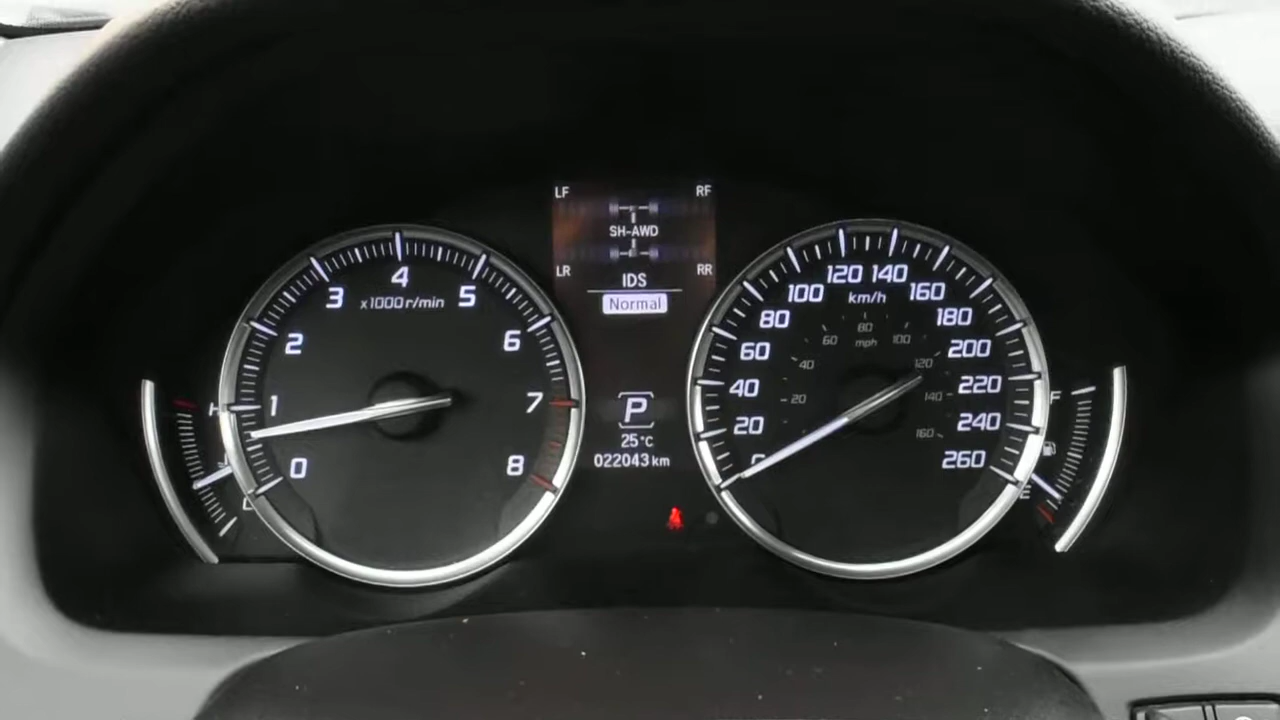 LF RF
SH-AWD
LR RR
IDS
Normal
P
25°C
022043 km
0 1 2 3 4 5 6 7 8
x1000r/min
H
C
0 20 40 60 80 100 120 140 160 180 200 220 240 260
km/h
20 40 60 80 100 120 140 160
mph
F
E